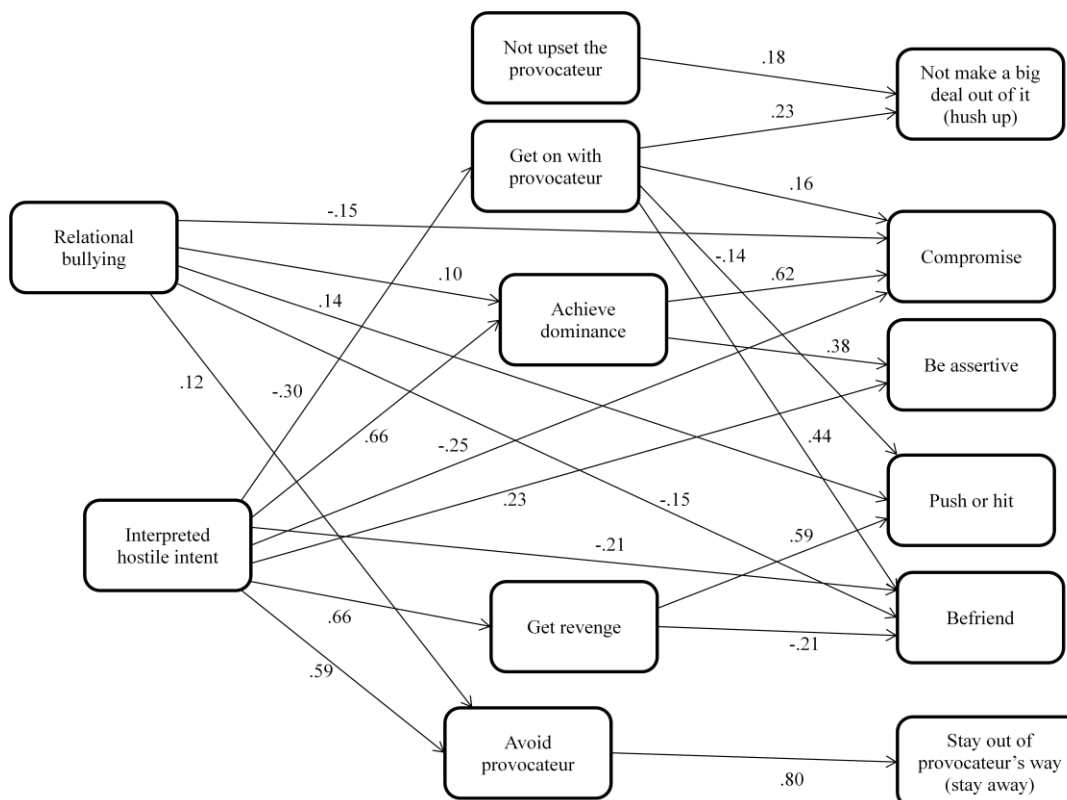 Not upset the
provocateur
.18
Not make a big
deal out of it
(hush up)
.23
Get on with
provocateur
.16
Relational
bullying
-.15
Compromise
-.14
.10
.62
.14
Achieve
dominance
.38
Be assertive
.12
-.30
.66
-.25
.44
.23
-.15
Push or hit
Interpreted
hostile intent
-.21
.59
.66
Get revenge
Befriend
-.21
.59
Avoid
provocateur
.80
Stay out of
provocateur’s way
(stay away)